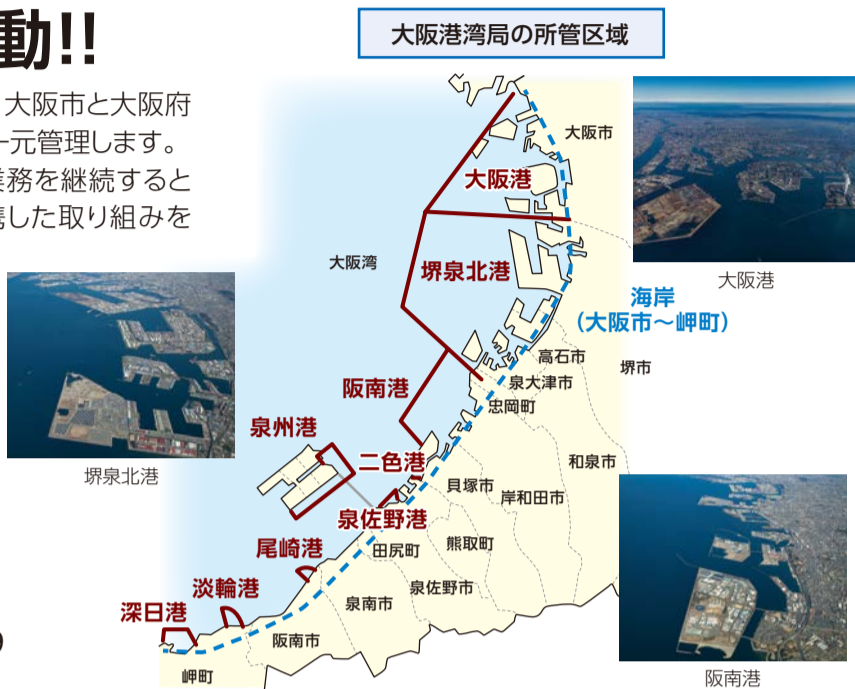 動!!
大阪市と大阪府
一元管理します。
業務を継続すると
携した取り組みを
大阪港湾局の所管区域
大阪市
大阪港
大阪港
大阪湾
堺泉北港
海岸
(大阪市~岬町)
堺泉北港
高石市
堺市
泉大津市
忠岡町
阪南港
泉州港
二色港
和泉市
貝塚市
岸和田市
泉佐野港
熊取町
田尻町
尾崎港
泉佐野市
淡輪港
泉南市
深日港
阪南市
岬町
阪南港